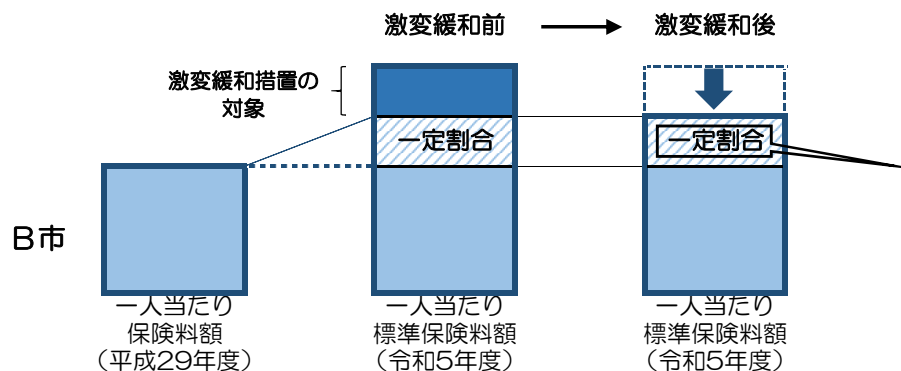 激変緩和前
激変緩和後
激変緩和措置の
対象
一定割合
一定割合
B市
一人当たり
保険料額
（平成29年度）
一人当たり
標準保険料額
（令和5年度）
一人当たり
標準保険料額
（令和5年度）